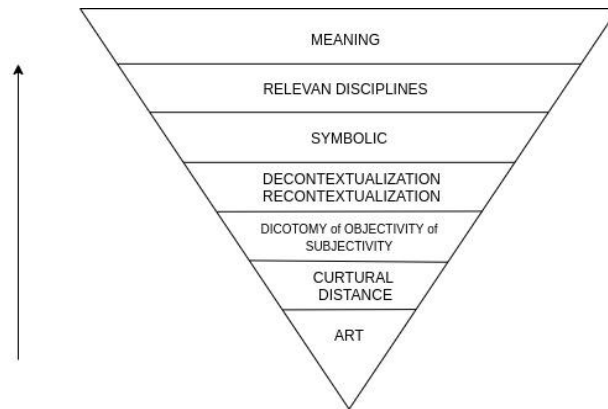 MEANING
RELEVAN DISCIPLINES
SYMBOLIC
DECONTEXTUALIZATION
RECONTEXTUALIZATION
DICOTOMY of OBJECTIVITY of
SUBJECTIVITY
CURTURAL
DISTANCE
ART